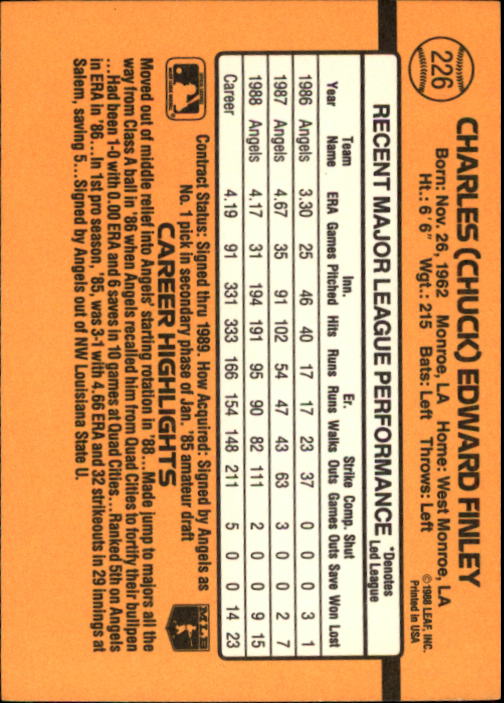 226
CHARLES (CHUCK) EDWARD FINLEY
Born: Nov. 26, 1962 Monroe, LA Home: West Monroe, LA
Ht.: 6'6" Wgt.: 215 Bats: Left Throws: Left
©1988 LEAF, INC.
Printed in USA
RECENT MAJOR LEAGUE PERFORMANCE
*Denotes
Led League
Team Inn. Er. Strike Comp. Shut
Year Name ERA Games Pitched Hits Runs Runs Walks Outs Games Outs Save Won Lost
1986 Angels 3.30 25 46 40 17 17 23 37 0 0 0 3 1
1987 Angels 4.67 35 91 102 54 47 43 63 3 0 0 2 7
1988 Angels 4.17 31 194 191 95 90 82 111 2 0 0 9 15
Career 4.19 91 331 333 166 154 148 211 5 0 0 14 23
Contract Status: Signed thru 1989. How Acquired: Signed by Angels as
No. 1 pick in secondary phase of Jan. '85 amateur draft
MLB
CAREER HIGHLIGHTS
Moved out of middle relief into Angels' starting rotation in '88...Made jump to majors all the
way from Class A ball in '86 when Angels recalled him from Quad Cities to fortify their bullpen
...Had been 1-0 with 0.00 ERA and 6 saves in 10 games at Quad Cities...Ranked 5th on Angels
in ERA in '86...In 1st pro season, '85, was 3-1 with 4.66 ERA and 32 strikeouts in 29 innings at
Salem, saving 5...Signed by Angels out of NW Louisiana State U.